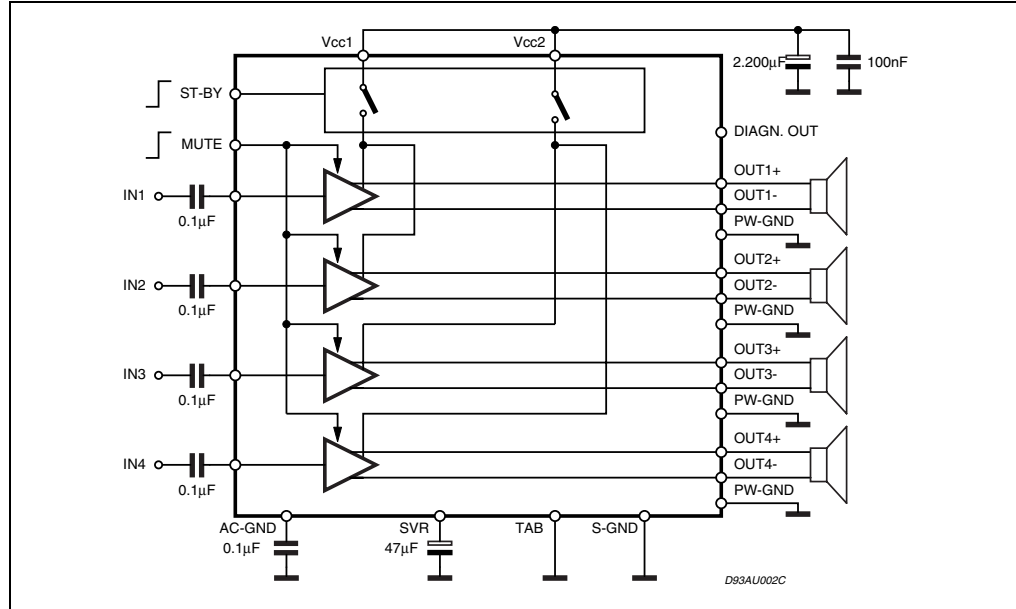 Vcc1
Vcc2
2.200μF
100nF
ST-BY
DIAGN. OUT
MUTE
OUT1+
IN1
OUT1-
0.1μF
PW-GND
OUT2+
IN2
OUT2-
0.1μF
PW-GND
OUT3+
IN3
OUT3-
0.1μF
PW-GND
OUT4+
IN4
OUT4-
0.1μF
PW-GND
AC-GND
SVR
TAB
S-GND
0.1μF
47μF
D93AU002C